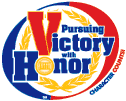 Pursuing
Victory
with
Honor
CHARACTER COUNTS!